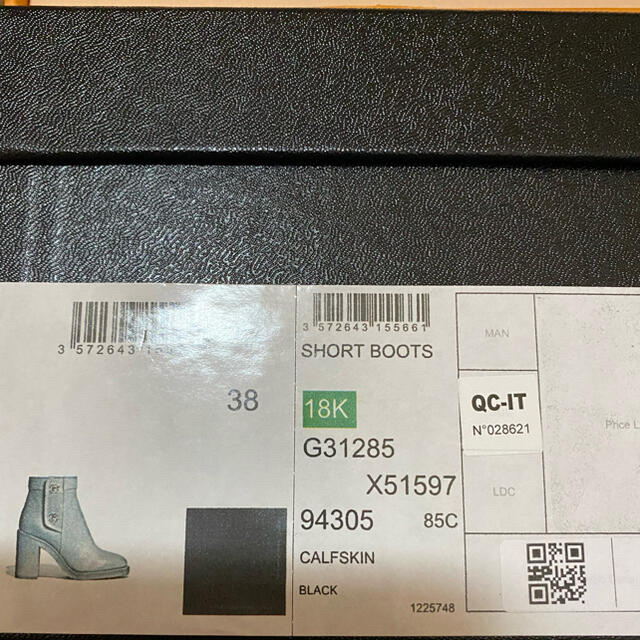 3 572643
38
3 572643 155661
SHORT BOOTS
18K
G31285
X51597
94305 85C
CALFSKIN
BLACK
1225748
MAN
QC-IT
N°028621
LDC
Price